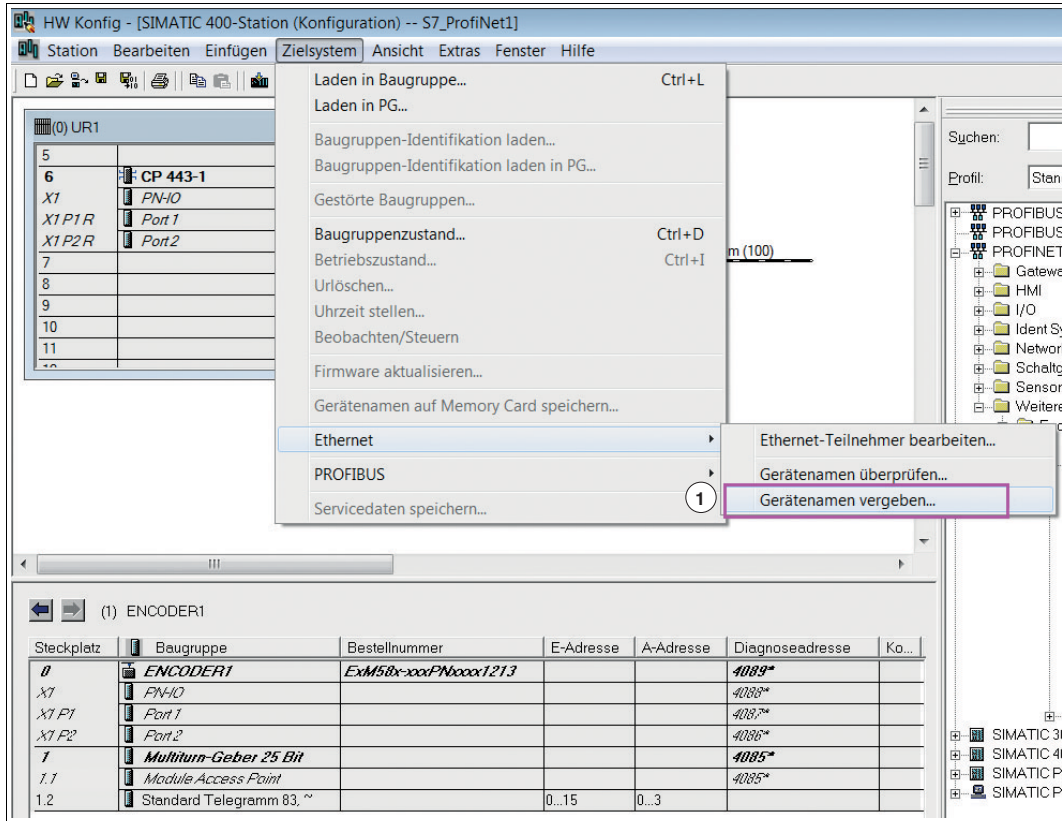 HW Konfig - [SIMATIC 400-Station (Konfiguration) -- S7_ProfiNet1]
Station Bearbeiten Einfügen Zielsystem Ansicht Extras Fenster Hilfe
(0) UR1
5
6 CP 443-1
X1 PN-IO
X1 P1 R Port 1
X1 P2 R Port 2
7
8
9
10
11
Laden in Baugruppe... Ctrl+L
Laden in PG...
Baugruppen-Identifikation laden...
Baugruppen-Identifikation laden in PG...
Gestörte Baugruppen...
Baugruppenzustand... Ctrl+D
Betriebszustand... Ctrl+I
Urlöschen...
Uhrzeit stellen...
Beobachten/Steuern
Firmware aktualisieren...
Gerätenamen auf Memory Card speichern...
Ethernet
PROFIBUS
Servicedaten speichern...
Ethernet-Teilnehmer bearbeiten...
Gerätenamen überprüfen...
1 Gerätenamen vergeben...
m (100)
Suchen:
Profil: Stan
PROFIBUS
PROFIBUS
PROFINET
Gatewa
HMI
I/O
Ident Sy
Networ
Schaltg
Sensor
Weitere
SIMATIC 30
SIMATIC 40
SIMATIC P
SIMATIC P
(1) ENCODER1
Steckplatz Baugruppe Bestellnummer E-Adresse A-Adresse Diagnoseadresse Ko...
0 ENCODER1 ExM58x-xxxPNxxxx1213 4089*
X1 PN-IO 4088*
X1 P1 Port 1 4087*
X1 P2 Port 2 4086*
1 Multiturn-Geber 25 Bit 4085*
1.1 Module Access Point 4085*
1.2 Standard Telegramm 83, ~ 0...15 0...3